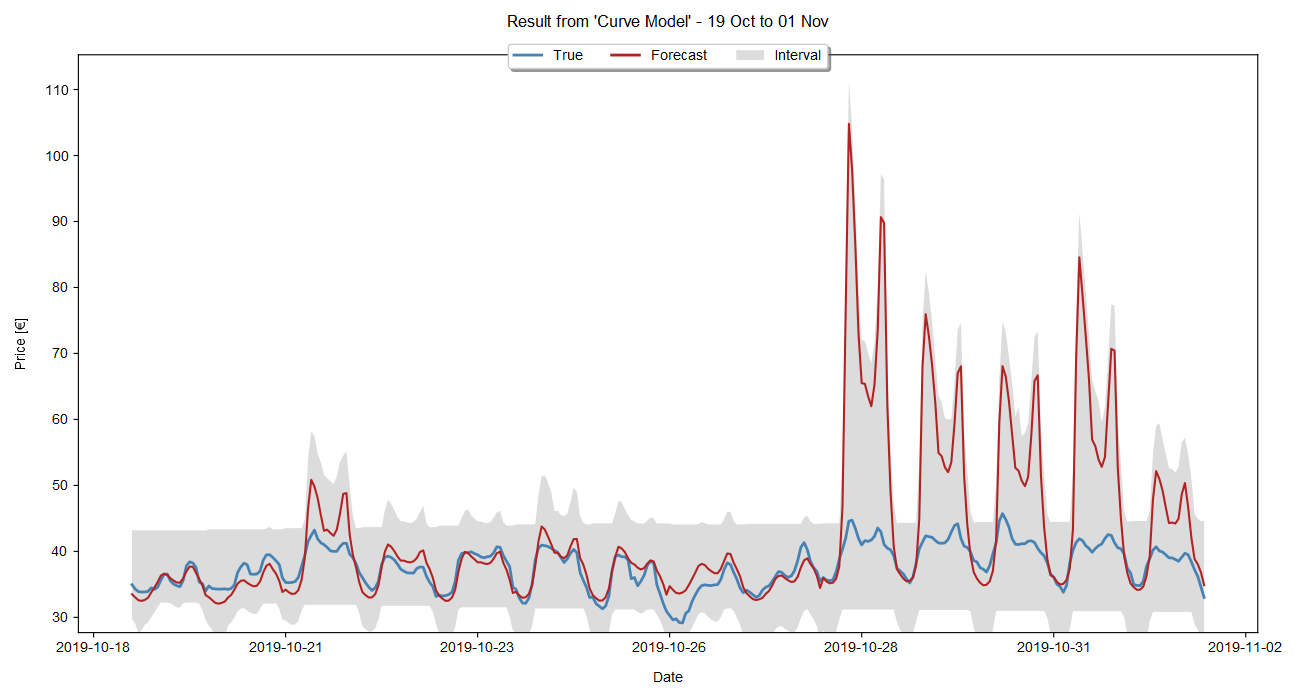 Result from 'Curve Model' - 19 Oct to 01 Nov
True Forecast Interval
110
100
90
80
70
60
50
40
30
Price [€]
2019-10-18 2019-10-21 2019-10-23 2019-10-26 2019-10-28 2019-10-31 2019-11-02
Date